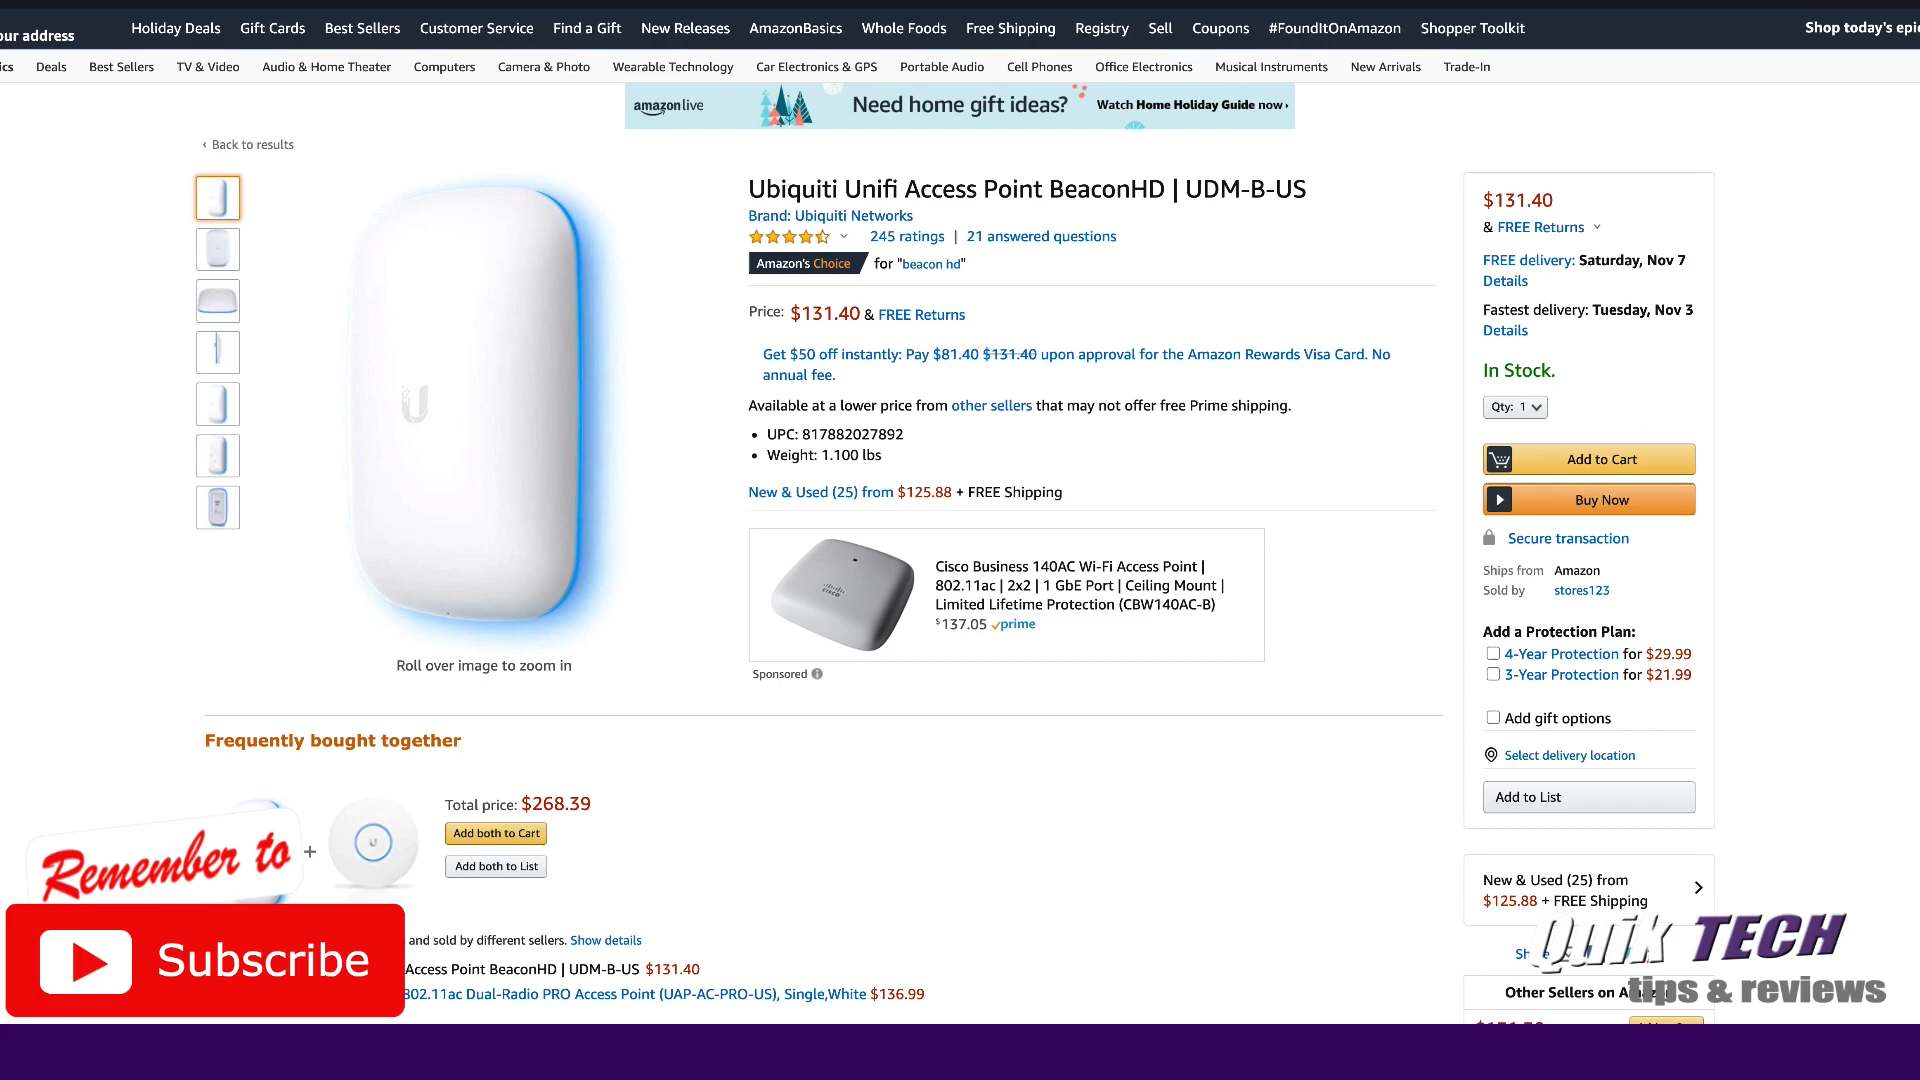 our address
Holiday Deals Gift Cards Best Sellers Customer Service Find a Gift New Releases AmazonBasics Whole Foods Free Shipping Registry Sell Coupons #FoundItOnAmazon Shopper Toolkit
Shop today's epic
ics Deals Best Sellers TV & Video Audio & Home Theater Computers Camera & Photo Wearable Technology Car Electronics & GPS Portable Audio Cell Phones Office Electronics Musical Instruments New Arrivals Trade-In
amazon live Need home gift ideas? Watch Home Holiday Guide now ›
‹ Back to results
Ubiquiti Unifi Access Point BeaconHD | UDM-B-US
Brand: Ubiquiti Networks
245 ratings | 21 answered questions
Amazon's Choice for "beacon hd"
Price: $131.40 & FREE Returns
Get $50 off instantly: Pay $81.40 $131.40 upon approval for the Amazon Rewards Visa Card. No
annual fee.
Available at a lower price from other sellers that may not offer free Prime shipping.
• UPC: 817882027892
• Weight: 1.100 lbs
New & Used (25) from $125.88 + FREE Shipping
Cisco Business 140AC Wi-Fi Access Point |
802.11ac | 2x2 | 1 GbE Port | Ceiling Mount |
Limited Lifetime Protection (CBW140AC-B)
$137.05 prime
CISCO
Sponsored
Roll over image to zoom in
$131.40
& FREE Returns
FREE delivery: Saturday, Nov 7
Details
Fastest delivery: Tuesday, Nov 3
Details
In Stock.
Qty: 1
Add to Cart
Buy Now
Secure transaction
Ships from Amazon
Sold by stores123
Add a Protection Plan:
4-Year Protection for $29.99
3-Year Protection for $21.99
Add gift options
Select delivery location
Add to List
New & Used (25) from
$125.88 + FREE Shipping
Frequently bought together
+
Total price: $268.39
Add both to Cart
Add both to List
and sold by different sellers. Show details
Access Point BeaconHD | UDM-B-US $131.40
802.11ac Dual-Radio PRO Access Point (UAP-AC-PRO-US), Single,White $136.99
Remember to
Subscribe
Other Sellers on
Quik TECH
tips & reviews